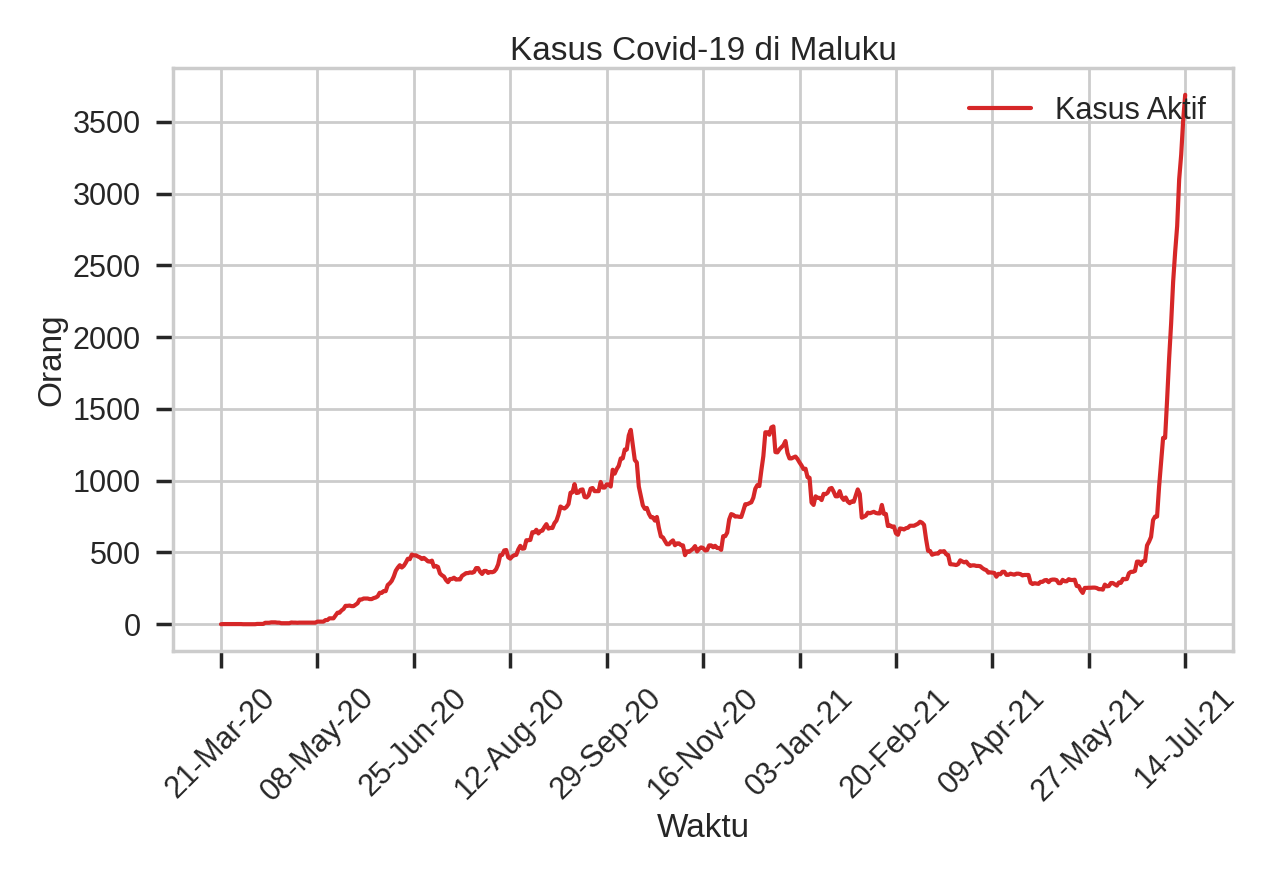 Kasus Covid-19 di Maluku
Kasus Aktif
Orang
3500
3000
2500
2000
1500
1000
500
0
21-Mar-20
08-May-20
25-Jun-20
12-Aug-20
29-Sep-20
16-Nov-20
03-Jan-21
20-Feb-21
09-Apr-21
27-May-21
14-Jul-21
Waktu